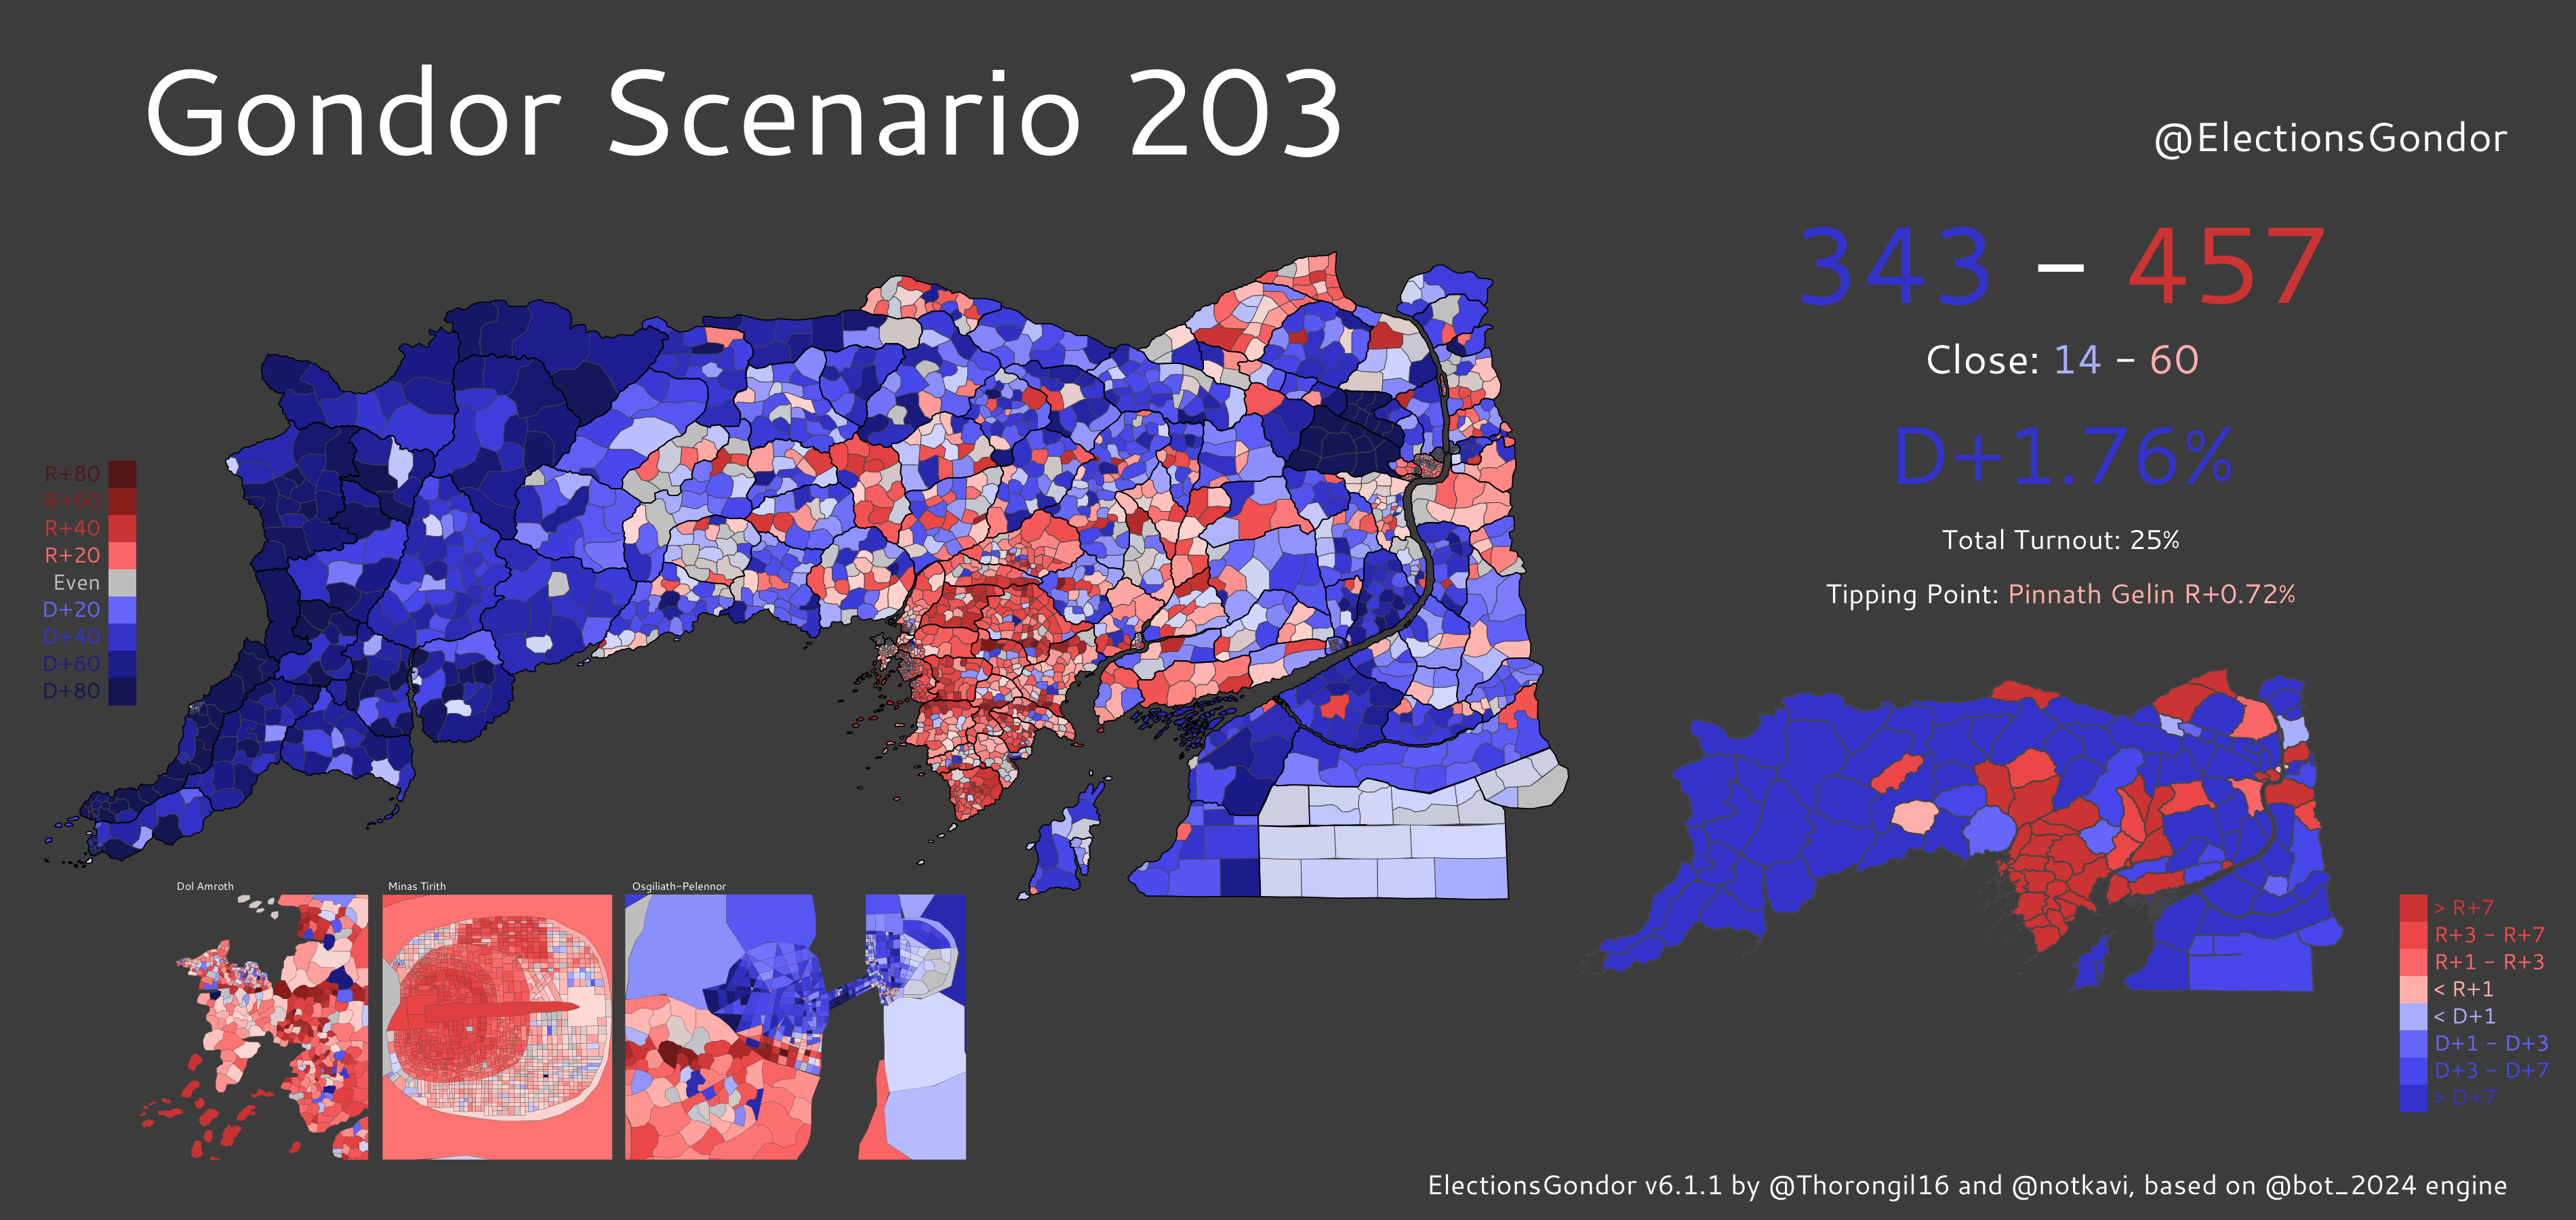 Gondor Scenario 203
@ElectionsGondor
343 – 457
Close: 14 – 60
D+1.76%
Total Turnout: 25%
Tipping Point: Pinnath Gelin R+0.72%
R+80
R+60
R+40
R+20
Even
D+20
D+40
D+60
D+80
Dol Amroth
Minas Tirith
Osgiliath-Pelennor
> R+7
R+3 - R+7
R+1 - R+3
< R+1
< D+1
D+1 - D+3
D+3 - D+7
> D+7
ElectionsGondor v6.1.1 by @Thorongil16 and @notkavi, based on @bot_2024 engine